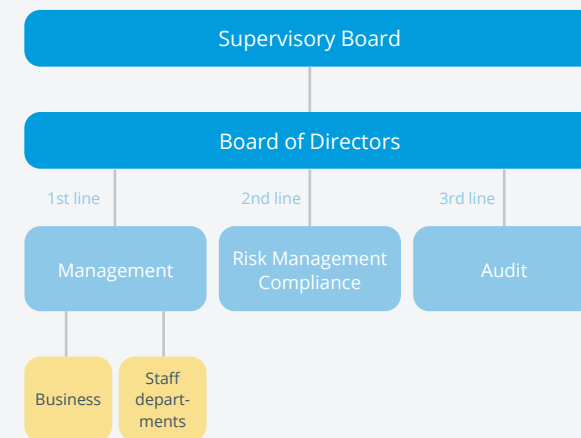 Supervisory Board
Board of Directors
1st line
2nd line
3rd line
Management
Risk Management
Compliance
Audit
Business
Staff
depart-
ments